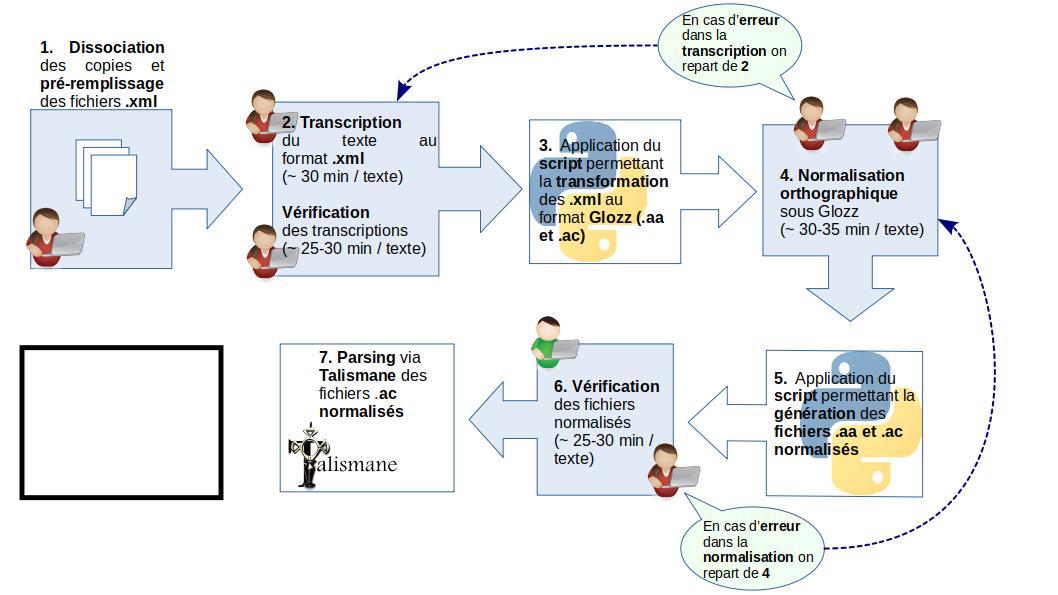 1. Dissociation
des copies et
pré-remplissage
des fichiers .xml
2. Transcription
du texte au
format .xml
(~ 30 min / texte)
Vérification
des transcriptions
(~ 25-30 min / texte)
3. Application du
script permettant
la transformation
des .xml au
format Glozz (.aa
et .ac)
En cas d'erreur
dans la
transcription on
repart de 2
4. Normalisation
orthographique
sous Glozz
(~ 30-35 min / texte)
5. Application du
script permettant la
génération des
fichiers .aa et .ac
normalisés
6. Vérification
des fichiers
normalisés
(~ 25-30 min /
texte)
En cas d'erreur
dans la
normalisation on
repart de 4
7. Parsing via
Talismane des
fichiers .ac
normalisés
Talismane